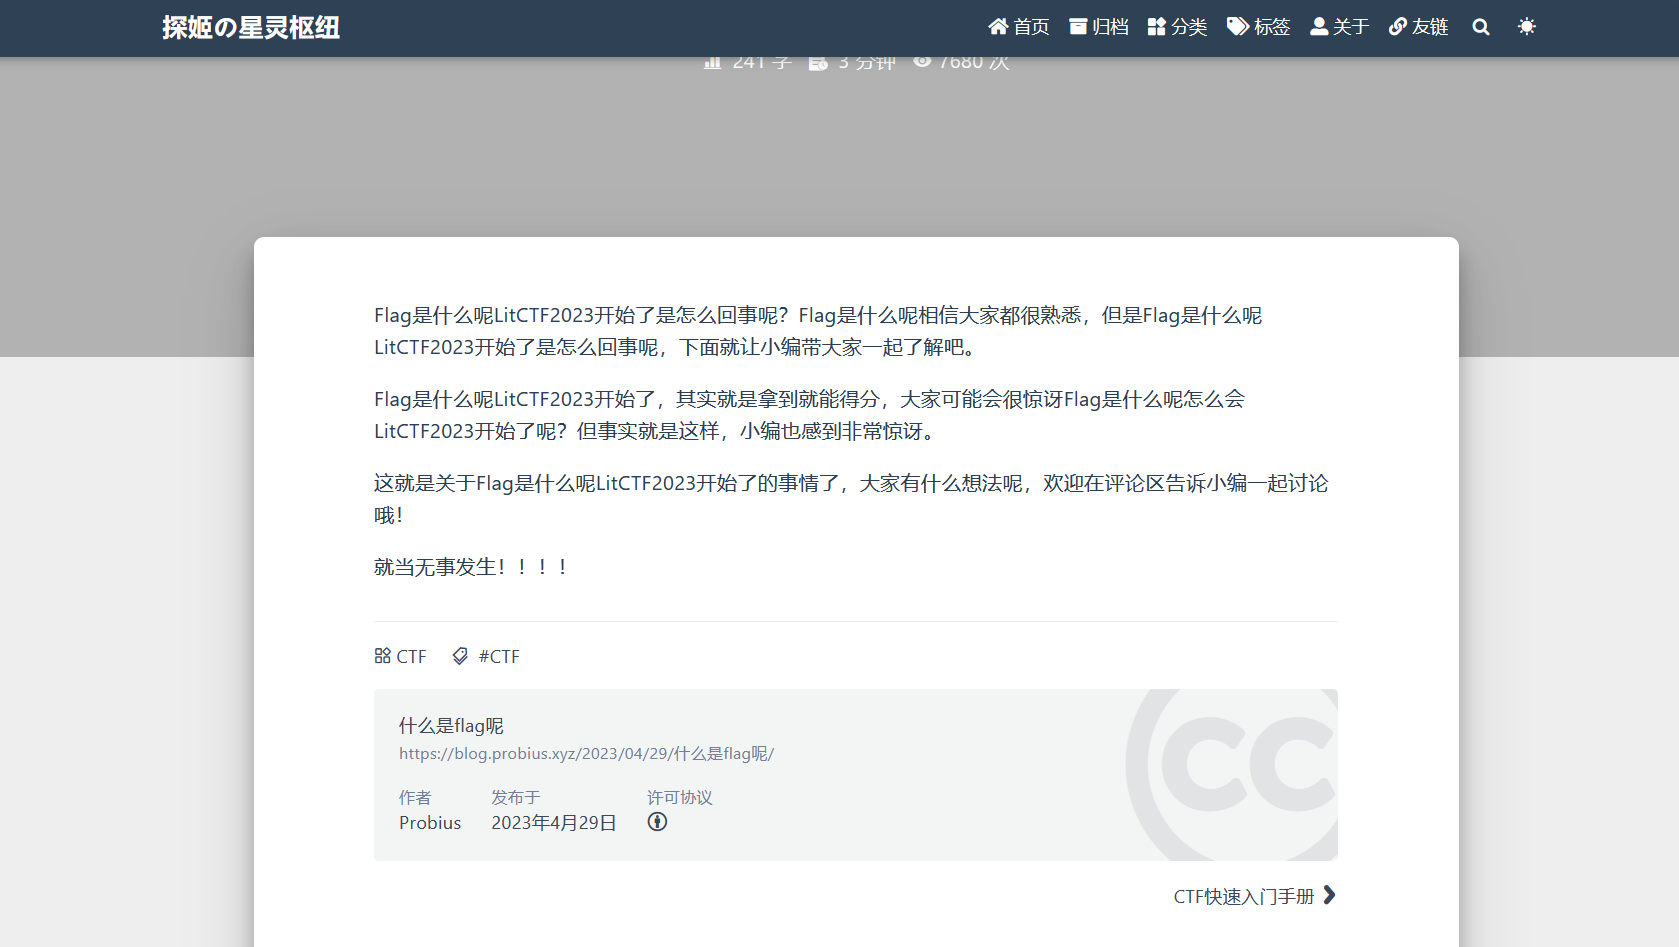 探姬の星灵枢纽
首页 归档 分类 标签 关于 友链
241 字 3 分钟 7680 次
Flag是什么呢LitCTF2023开始了是怎么回事呢？Flag是什么呢相信大家都很熟悉，但是Flag是什么呢
LitCTF2023开始了是怎么回事呢，下面就让小编带大家一起了解吧。
Flag是什么呢LitCTF2023开始了，其实就是拿到就能得分，大家可能会很惊讶Flag是什么呢怎么会
LitCTF2023开始了呢？但事实就是这样，小编也感到非常惊讶。
这就是关于Flag是什么呢LitCTF2023开始了的事情了，大家有什么想法呢，欢迎在评论区告诉小编一起讨论
哦！
就当无事发生！！！！
CTF #CTF
什么是flag呢
https://blog.probius.xyz/2023/04/29/什么是flag呢/
作者 发布于 许可协议
Probius 2023年4月29日
CC
CTF快速入门手册